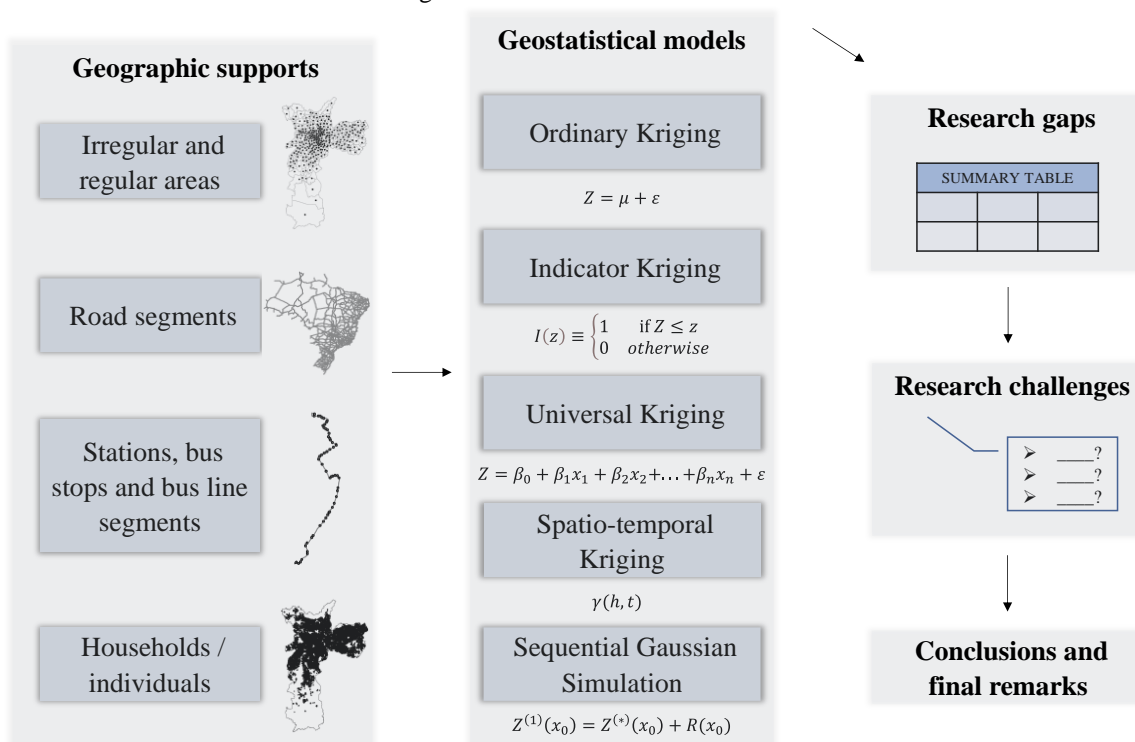 Geographic supports
Irregular and
regular areas
Road segments
Stations, bus
stops and bus line
segments
Households /
individuals
Geostatistical models
Ordinary Kriging
Z = μ + ε
Indicator Kriging
I(z) ≡ {1 if Z ≤ z
0 otherwise
Universal Kriging
Z = β₀ + β₁x₁ + β₂x₂+...+βₙxₙ + ε
Spatio-temporal
Kriging
γ(h, t)
Sequential Gaussian
Simulation
Z⁽¹⁾(x₀) = Z⁽*⁾(x₀) + R(x₀)
Research gaps
SUMMARY TABLE
Research challenges
➢ ____?
➢ ____?
➢ ____?
Conclusions and
final remarks